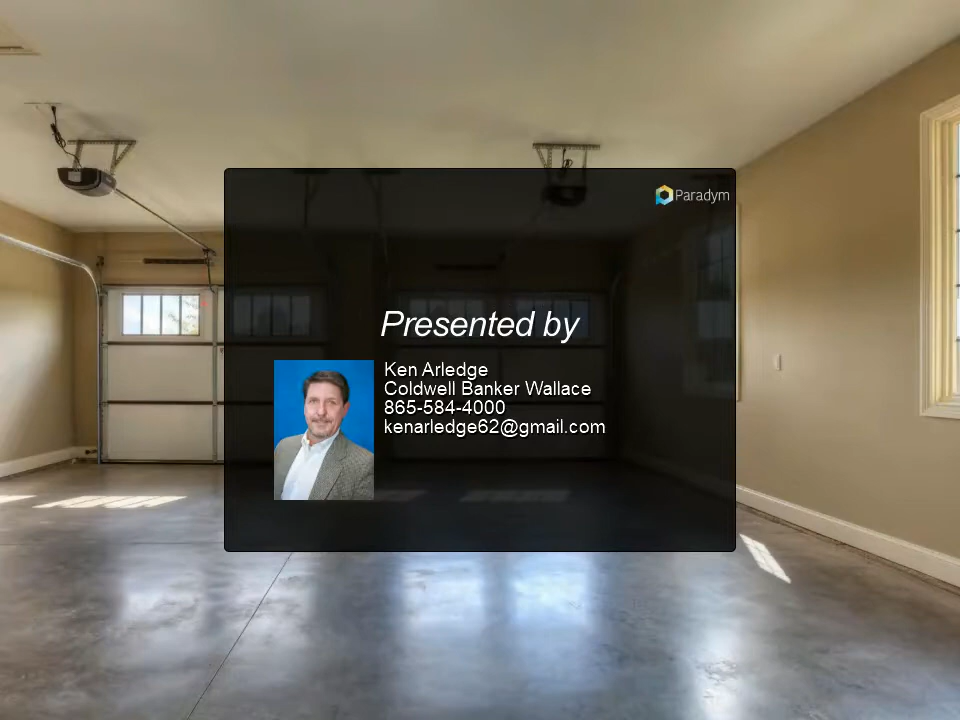 Paradym
Presented by
Ken Arledge
Coldwell Banker Wallace
865-584-4000
kenarledge62@gmail.com